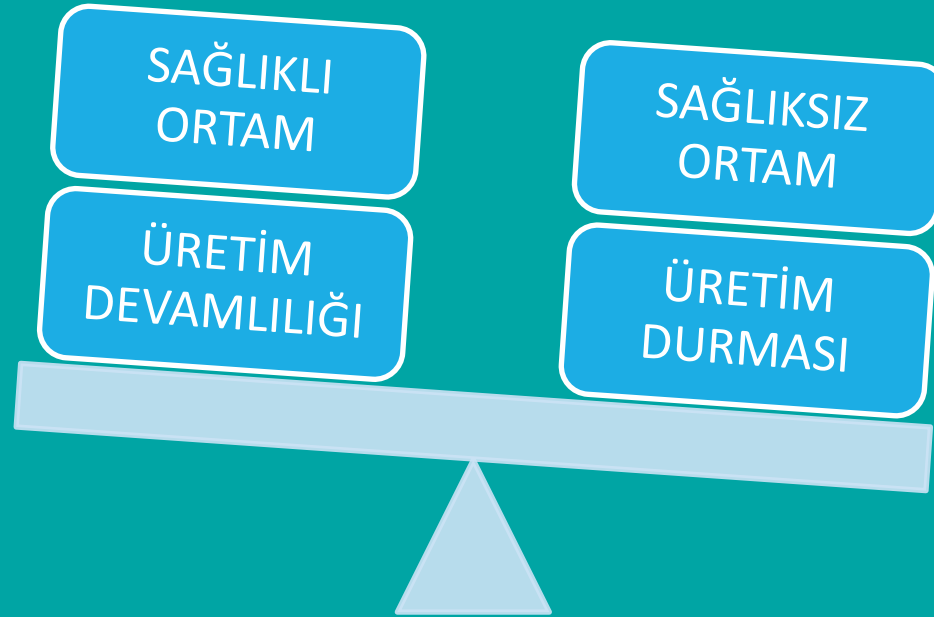 SAĞLIKLI
ORTAM
ÜRETİM
DEVAMLILIĞI
SAĞLIKSIZ
ORTAM
ÜRETİM
DURMASI